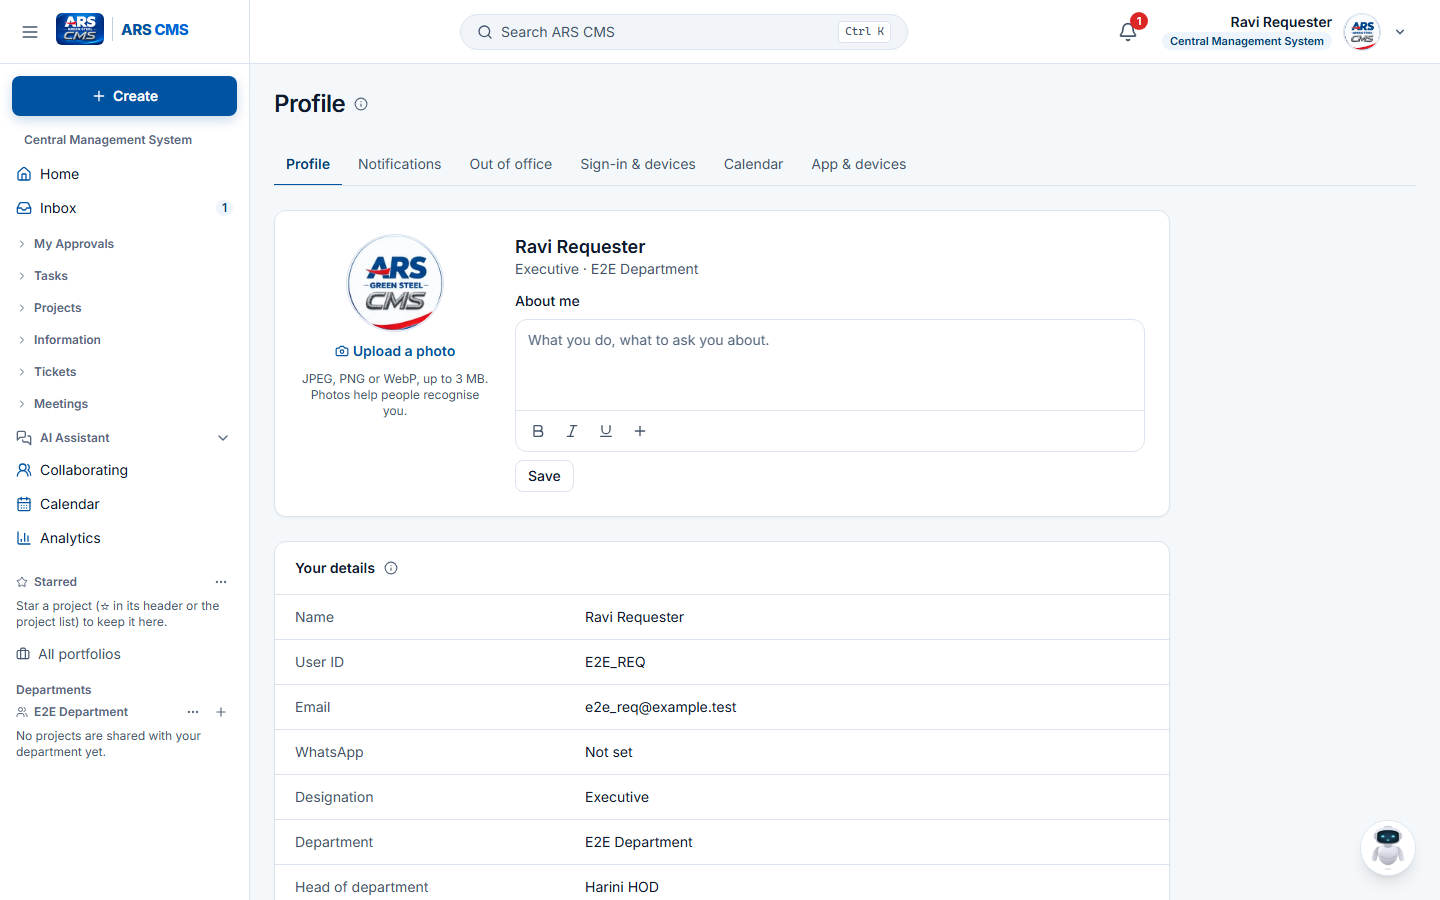 ARS
GREEN STEEL
CMS
ARS CMS
Search ARS CMS
Ctrl K
1
Ravi Requester
Central Management System
ARS
CMS
Create
Central Management System
Home
Inbox
1
My Approvals
Tasks
Projects
Information
Tickets
Meetings
AI Assistant
Collaborating
Calendar
Analytics
Starred
Star a project (☆ in its header or the
project list) to keep it here.
All portfolios
Departments
E2E Department
No projects are shared with your
department yet.
Profile
Profile
Notifications
Out of office
Sign-in & devices
Calendar
App & devices
ARS
GREEN STEEL
CMS
Upload a photo
JPEG, PNG or WebP, up to 3 MB.
Photos help people recognise
you.
Ravi Requester
Executive · E2E Department
About me
What you do, what to ask you about.
B I U +
Save
Your details
Name Ravi Requester
User ID E2E_REQ
Email e2e_req@example.test
WhatsApp Not set
Designation Executive
Department E2E Department
Head of department Harini HOD